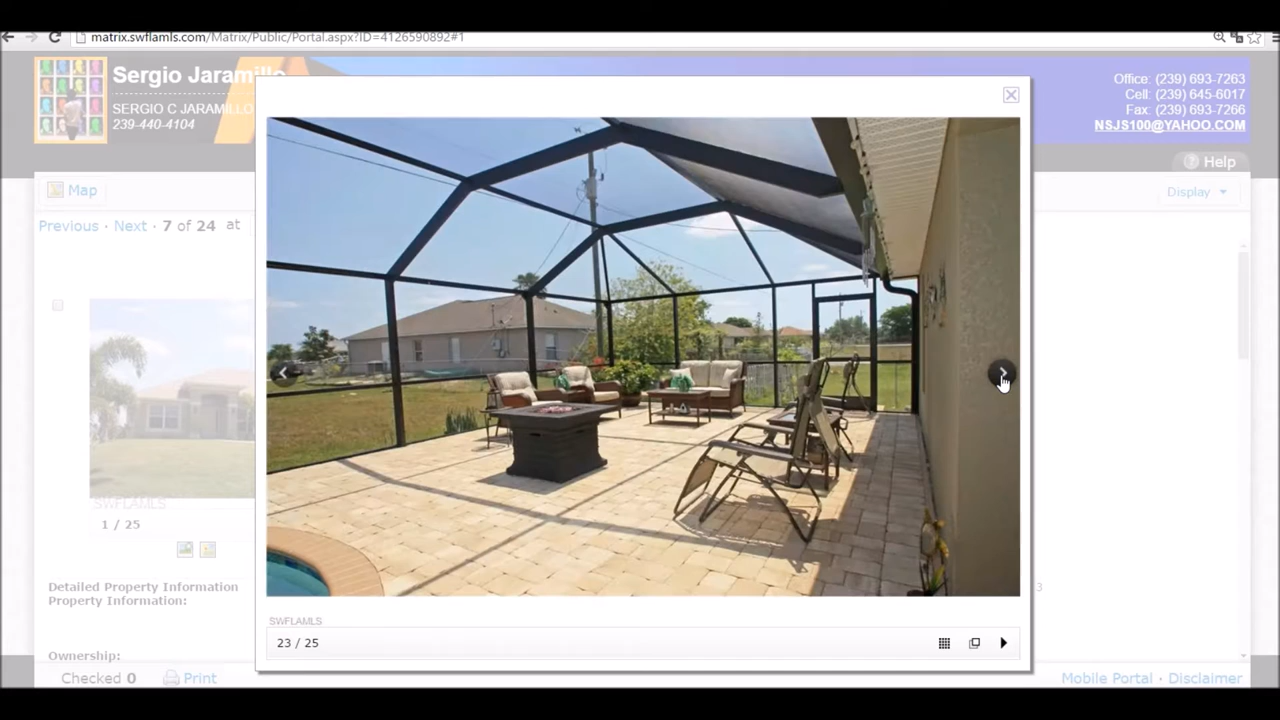 matrix.swflamls.com/Matrix/Public/Portal.aspx?ID=4126590892#1
Sergio Jaramillo
SERGIO C JARAMILLO
239-440-4104
Office: (239) 693-7263
Cell: (239) 645-6017
Fax: (239) 693-7266
NSJS100@YAHOO.COM
Help
Map
Display
Previous · Next · 7 of 24 at
SWFLAMLS
1 / 25
Detailed Property Information
Property Information:
3
Ownership:
SWFLAMLS
23 / 25
Checked 0
Print
Mobile Portal · Disclaimer